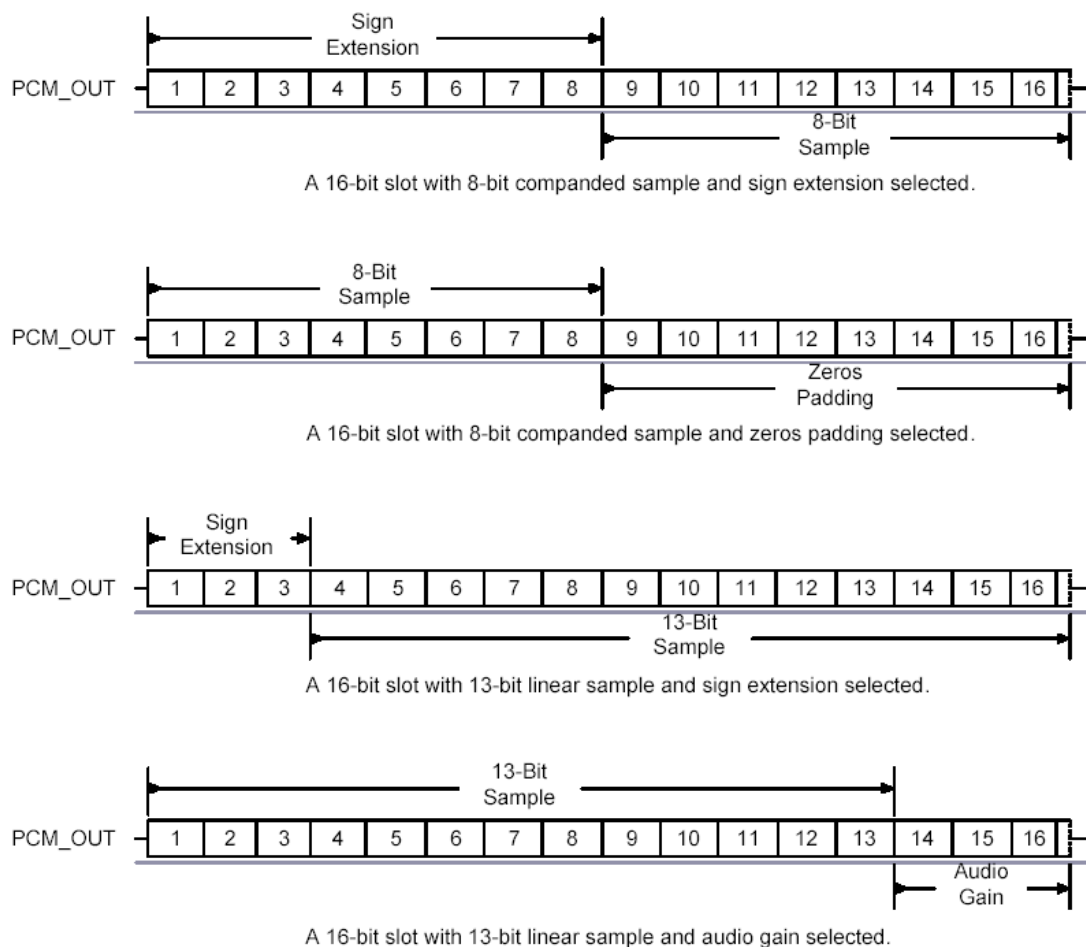 Sign
Extension
PCM_OUT 1 2 3 4 5 6 7 8 9 10 11 12 13 14 15 16
8-Bit
Sample
A 16-bit slot with 8-bit companded sample and sign extension selected.
8-Bit
Sample
PCM_OUT 1 2 3 4 5 6 7 8 9 10 11 12 13 14 15 16
Zeros
Padding
A 16-bit slot with 8-bit companded sample and zeros padding selected.
Sign
Extension
PCM_OUT 1 2 3 4 5 6 7 8 9 10 11 12 13 14 15 16
13-Bit
Sample
A 16-bit slot with 13-bit linear sample and sign extension selected.
13-Bit
Sample
PCM_OUT 1 2 3 4 5 6 7 8 9 10 11 12 13 14 15 16
Audio
Gain
A 16-bit slot with 13-bit linear sample and audio gain selected.